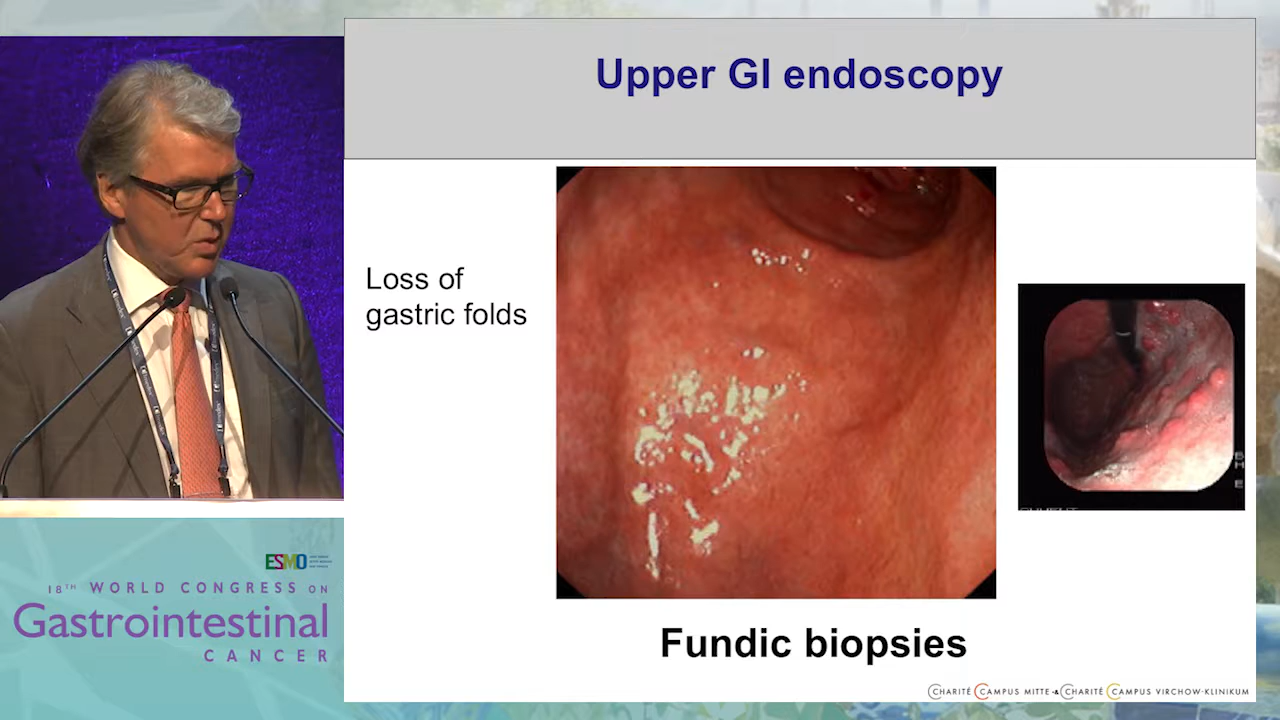 Upper GI endoscopy
Loss of
gastric folds
Fundic biopsies
CHARITÉ CAMPUS MITTE & CHARITÉ CAMPUS VIRCHOW-KLINIKUM
ESMO
18TH WORLD CONGRESS ON
Gastrointestinal
CANCER